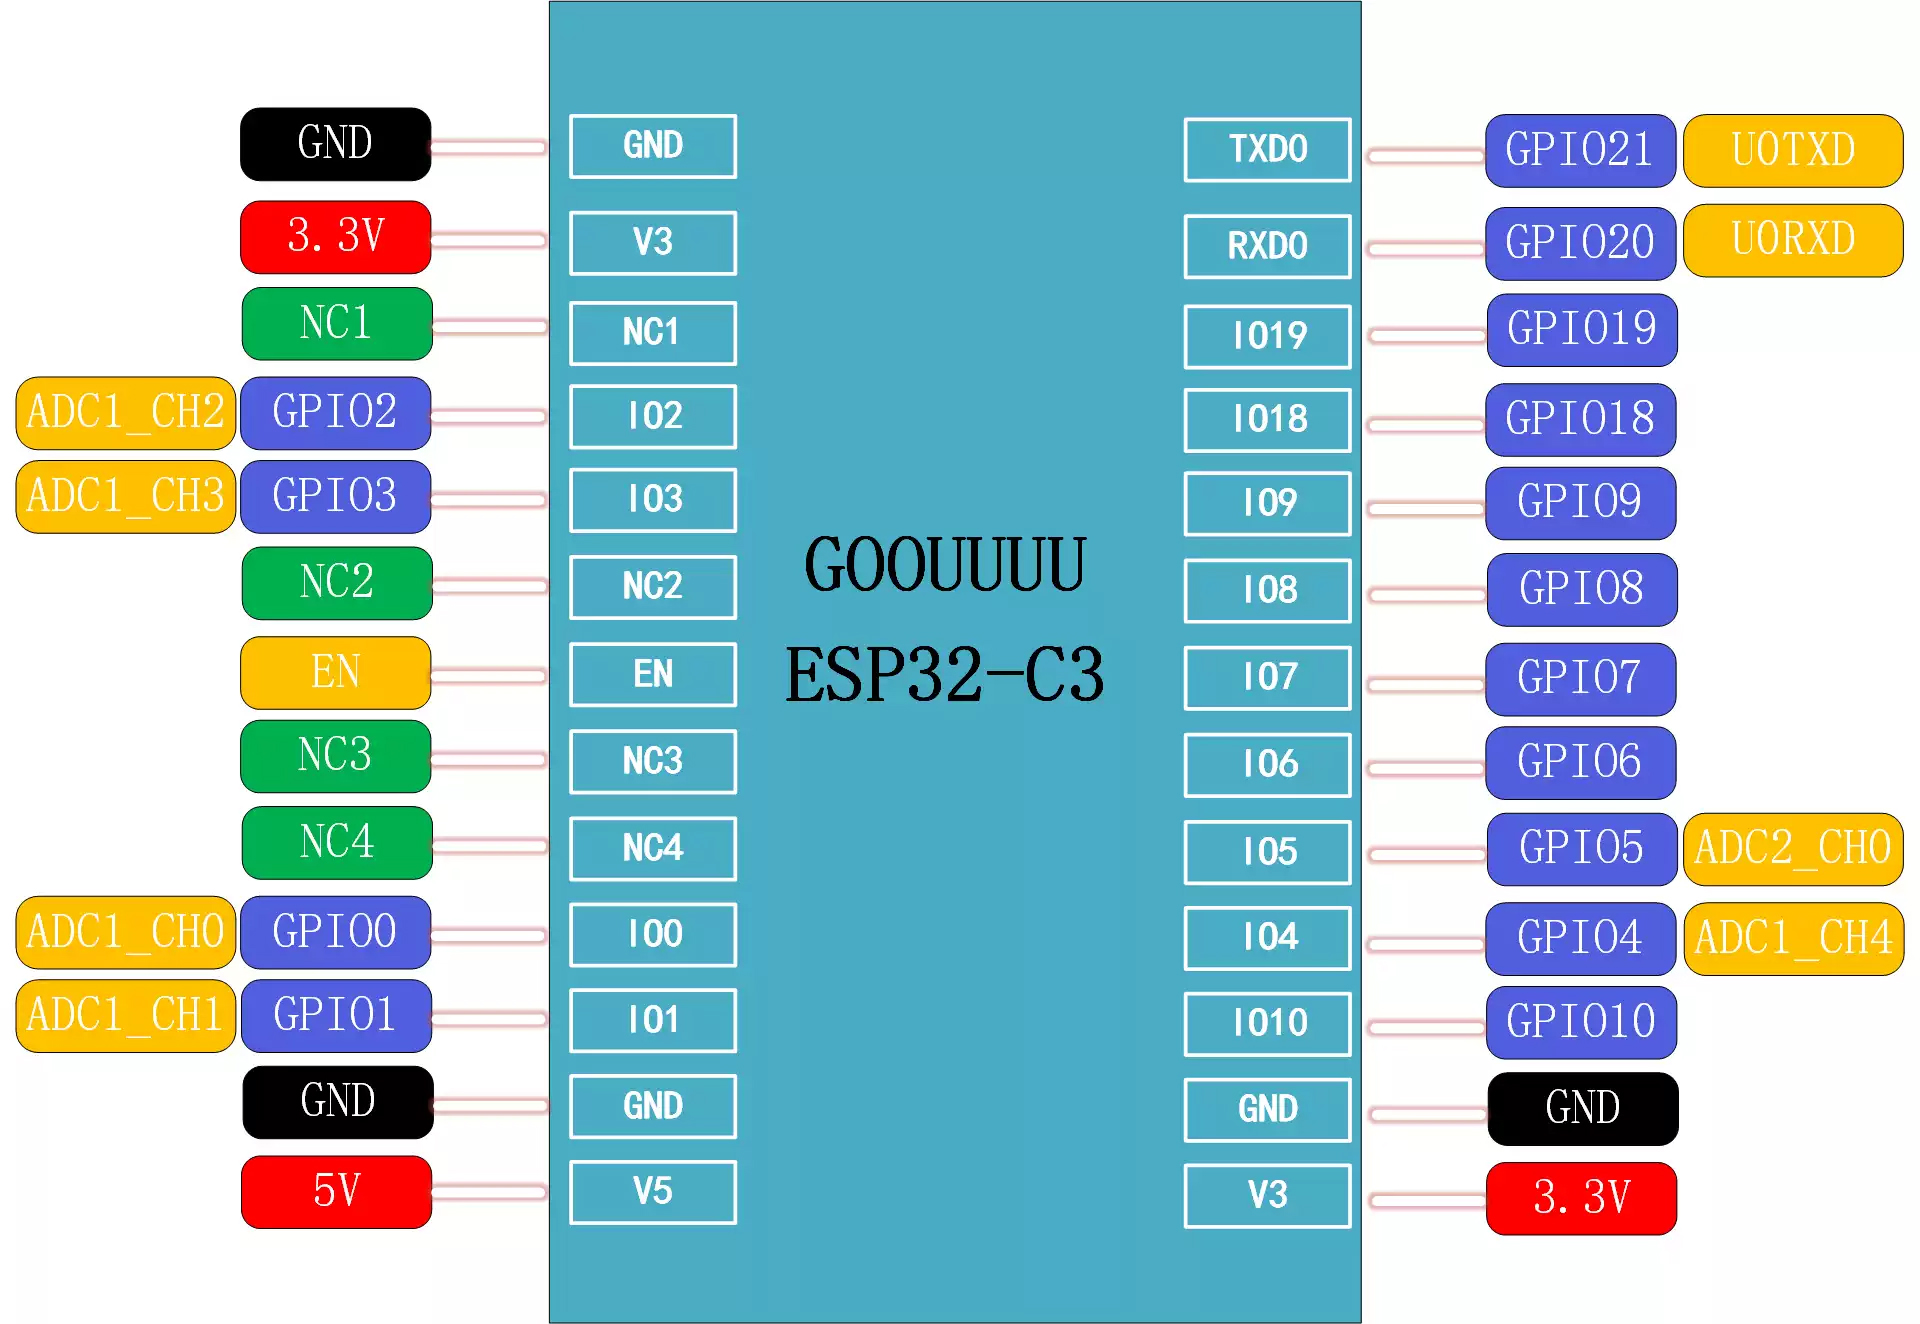 GND GND TXD0 GPIO21 U0TXD
3.3V V3 RXD0 GPIO20 U0RXD
NC1 NC1 IO19 GPIO19
ADC1_CH2 GPIO2 IO2 IO18 GPIO18
ADC1_CH3 GPIO3 IO3 IO9 GPIO9
NC2 NC2 IO8 GPIO8
GOOUUUU
ESP32-C3
EN EN IO7 GPIO7
NC3 NC3 IO6 GPIO6
NC4 NC4 IO5 GPIO5 ADC2_CH0
ADC1_CH0 GPIO0 IO0 IO4 GPIO4 ADC1_CH4
ADC1_CH1 GPIO1 IO1 IO10 GPIO10
GND GND GND GND
5V V5 V3 3.3V